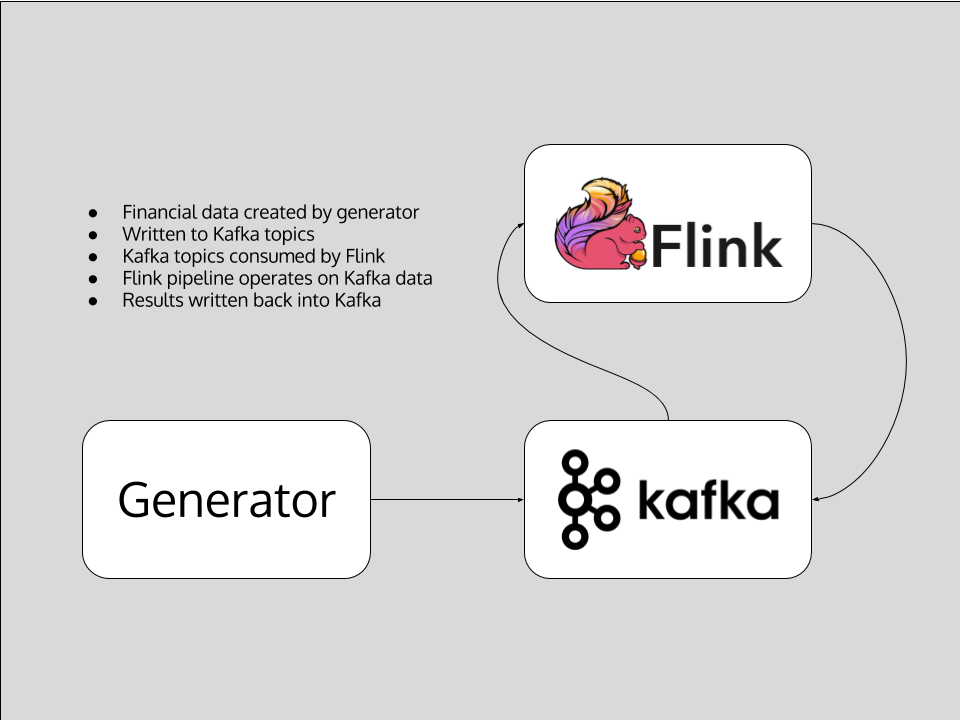 ● Financial data created by generator
● Written to Kafka topics
● Kafka topics consumed by Flink
● Flink pipeline operates on Kafka data
● Results written back into Kafka
Flink
Generator
kafka